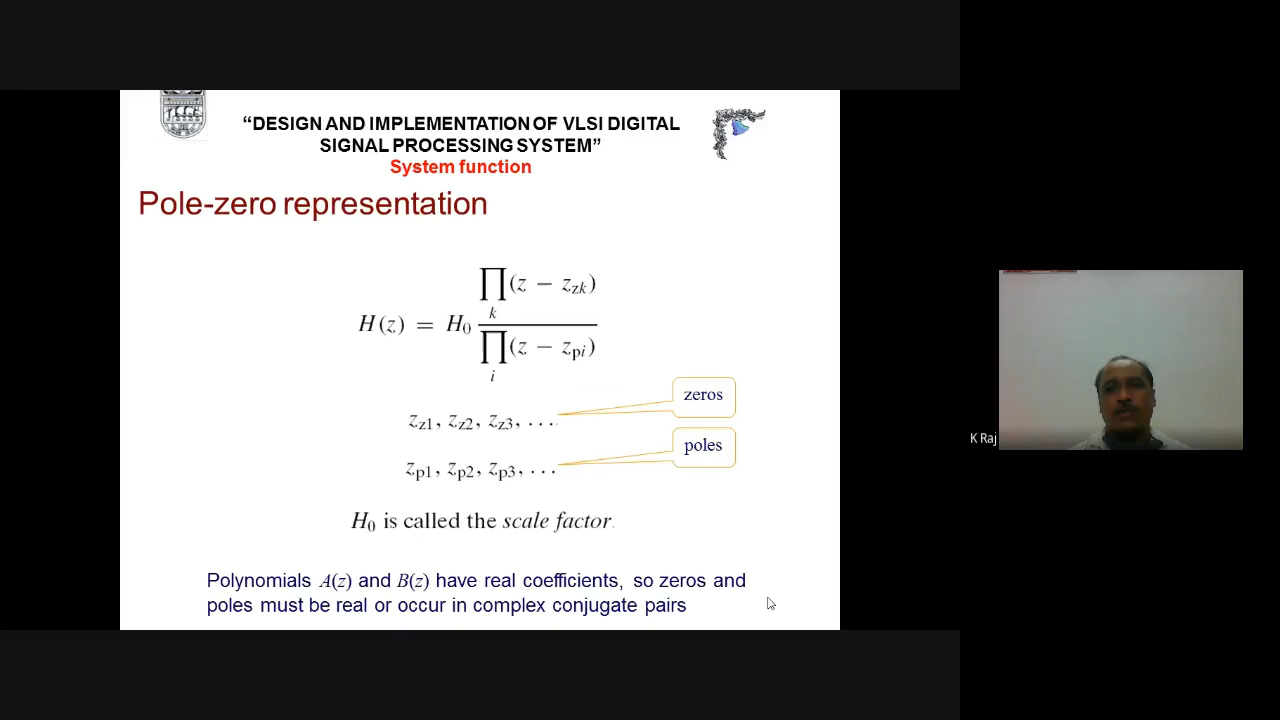 “DESIGN AND IMPLEMENTATION OF VLSI DIGITAL
SIGNAL PROCESSING SYSTEM”
System function
Pole-zero representation
H(z) = H₀ ∏ₖ(z − z_zk) / ∏ᵢ(z − z_pi)
zeros
z_z1, z_z2, z_z3, . . .
poles
z_p1, z_p2, z_p3, . . .
H₀ is called the scale factor.
Polynomials A(z) and B(z) have real coefficients, so zeros and
poles must be real or occur in complex conjugate pairs
K Raj